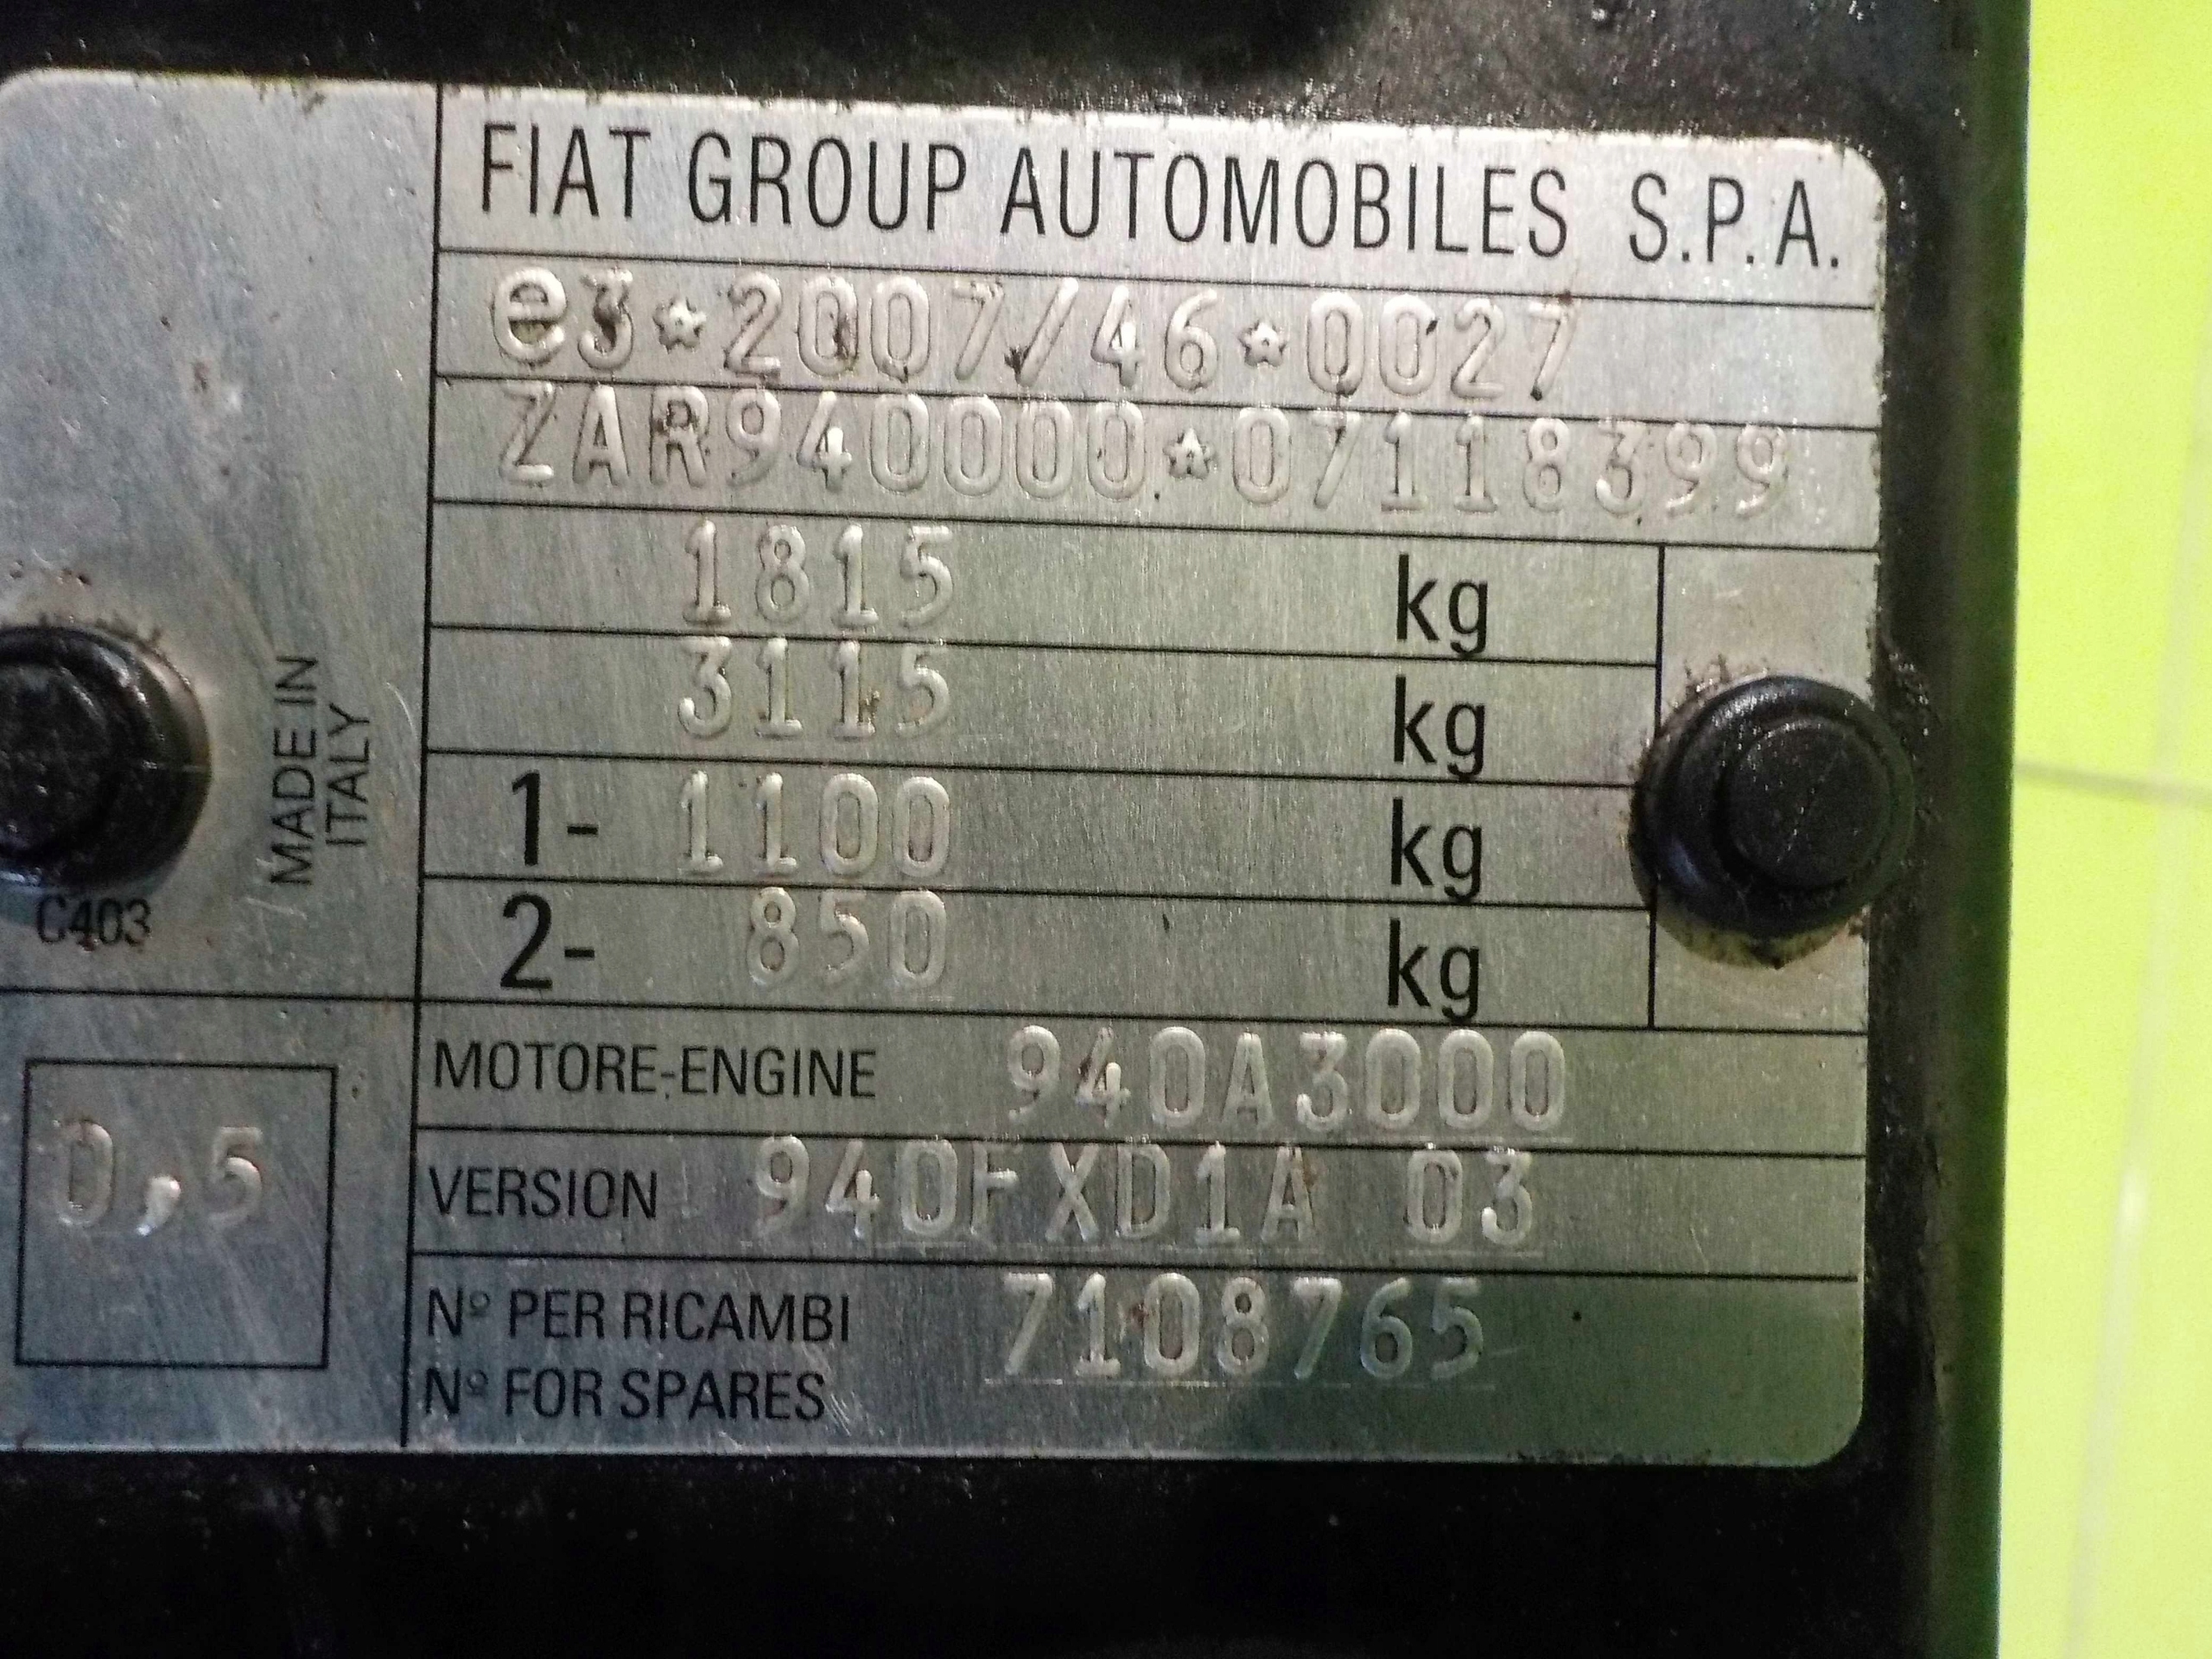 FIAT GROUP AUTOMOBILES S.P.A.
e3*2007/46*0027
ZAR940000*07118399
1815 kg
3115 kg
1- 1100 kg
2- 850 kg
MADE IN
ITALY
C403
MOTORE-ENGINE 940A3000
0,5
VERSION 940FXD1A 03
Nº PER RICAMBI 7108765
Nº FOR SPARES